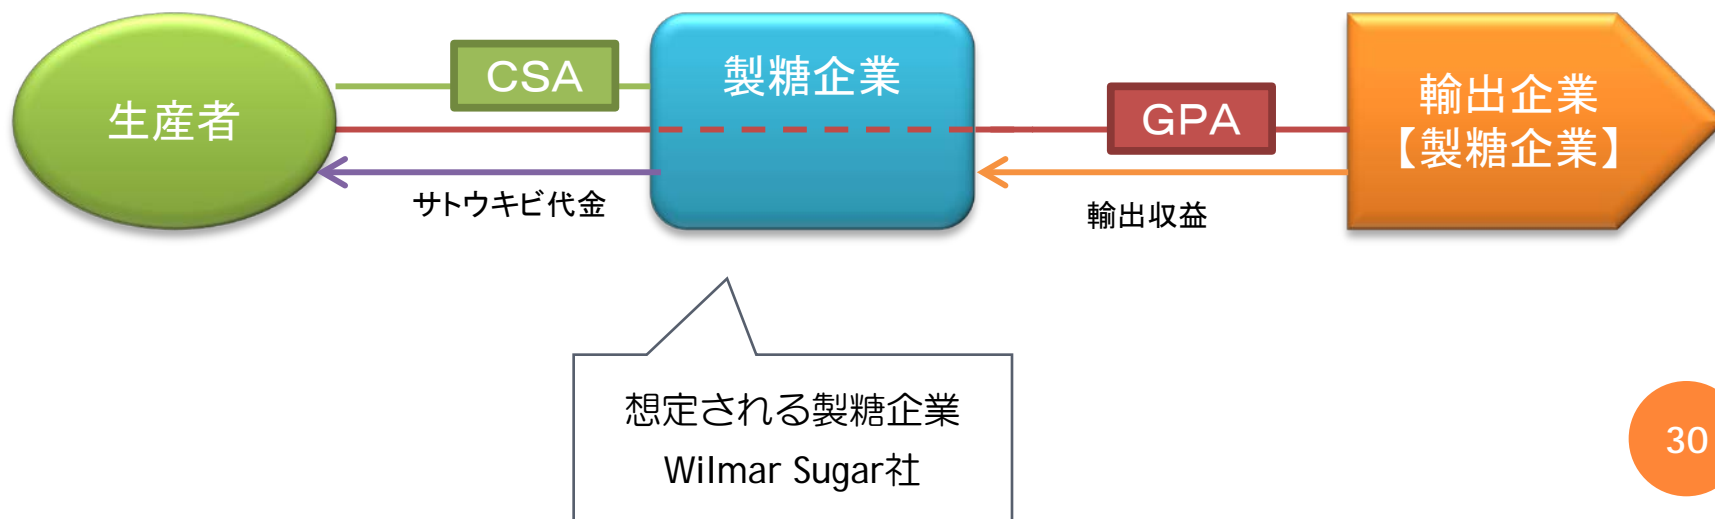 生産者
CSA
製糖企業
GPA
輸出企業
【製糖企業】
サトウキビ代金
輸出収益
想定される製糖企業
Wilmar Sugar社
30